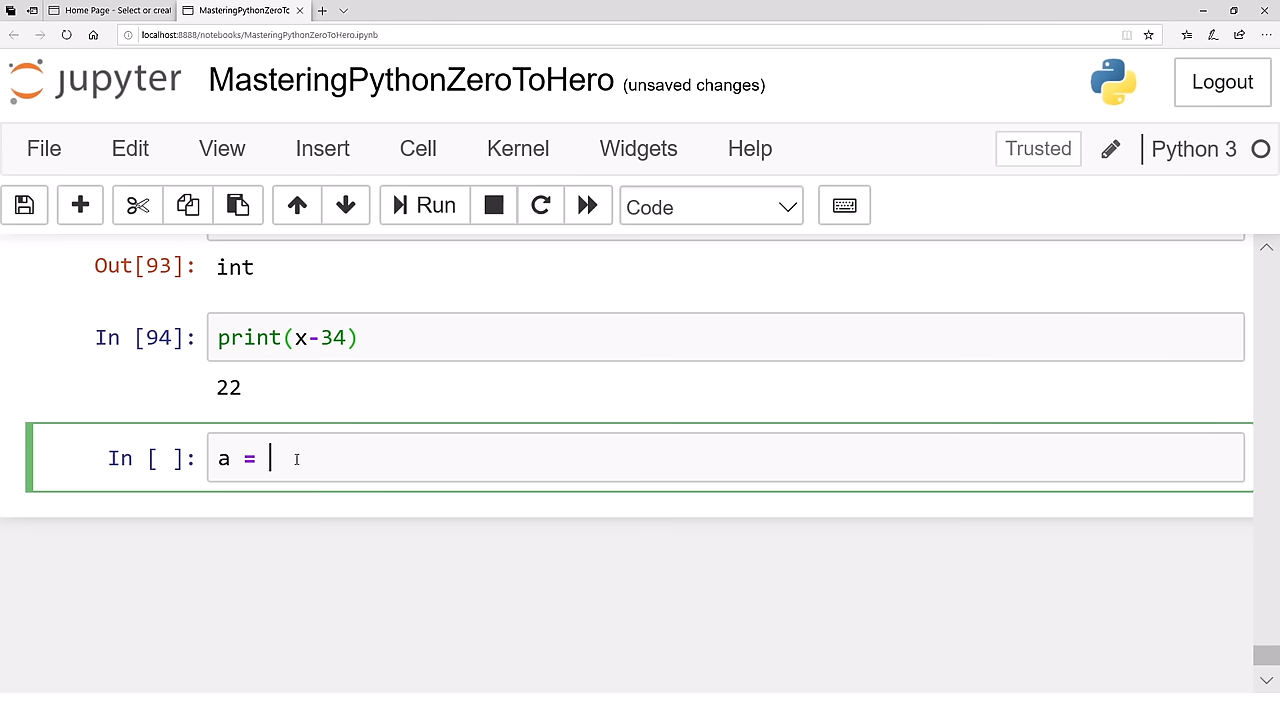 Home Page - Select or creat
MasteringPythonZeroTc
localhost:8888/notebooks/MasteringPythonZeroToHero.ipynb
jupyter MasteringPythonZeroToHero (unsaved changes)
Logout
File Edit View Insert Cell Kernel Widgets Help
Trusted
Python 3
Run
Code
Out[93]: int
In [94]: print(x-34)
22
In [ ]: a =